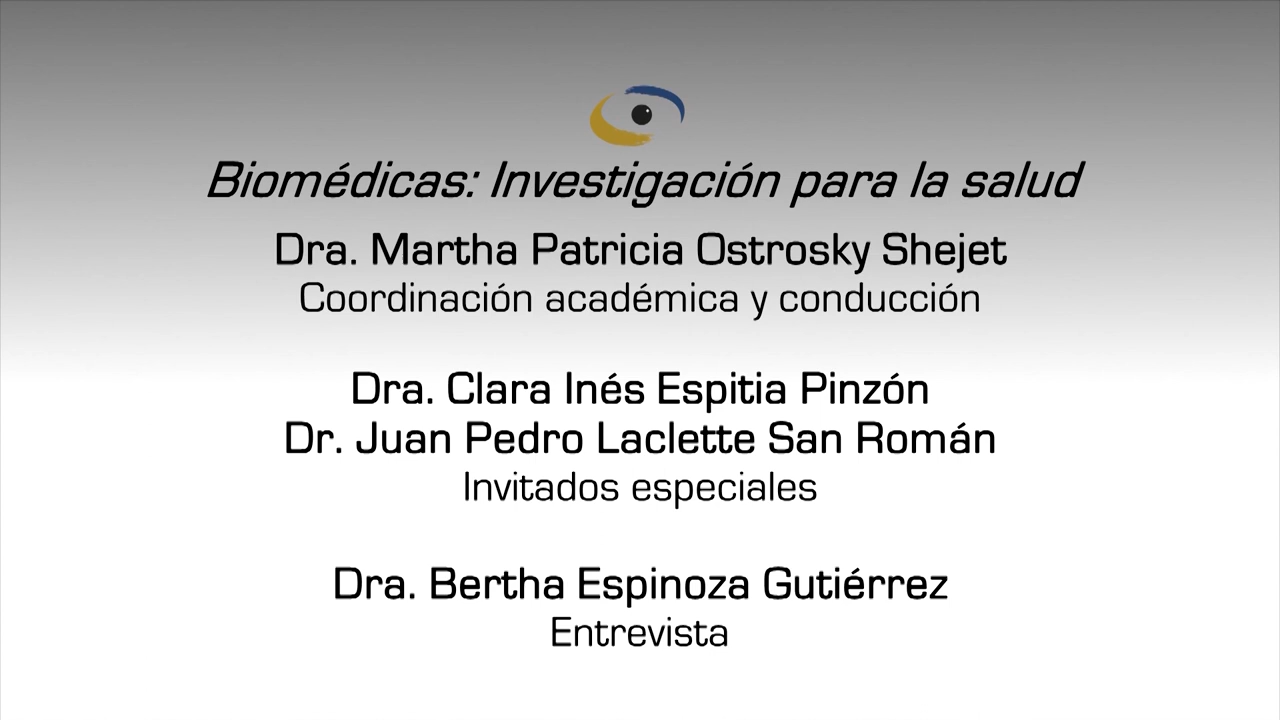 Biomédicas: Investigación para la salud
Dra. Martha Patricia Ostrosky Shejet
Coordinación académica y conducción
Dra. Clara Inés Espitia Pinzón
Dr. Juan Pedro Laclette San Román
Invitados especiales
Dra. Bertha Espinoza Gutiérrez
Entrevista